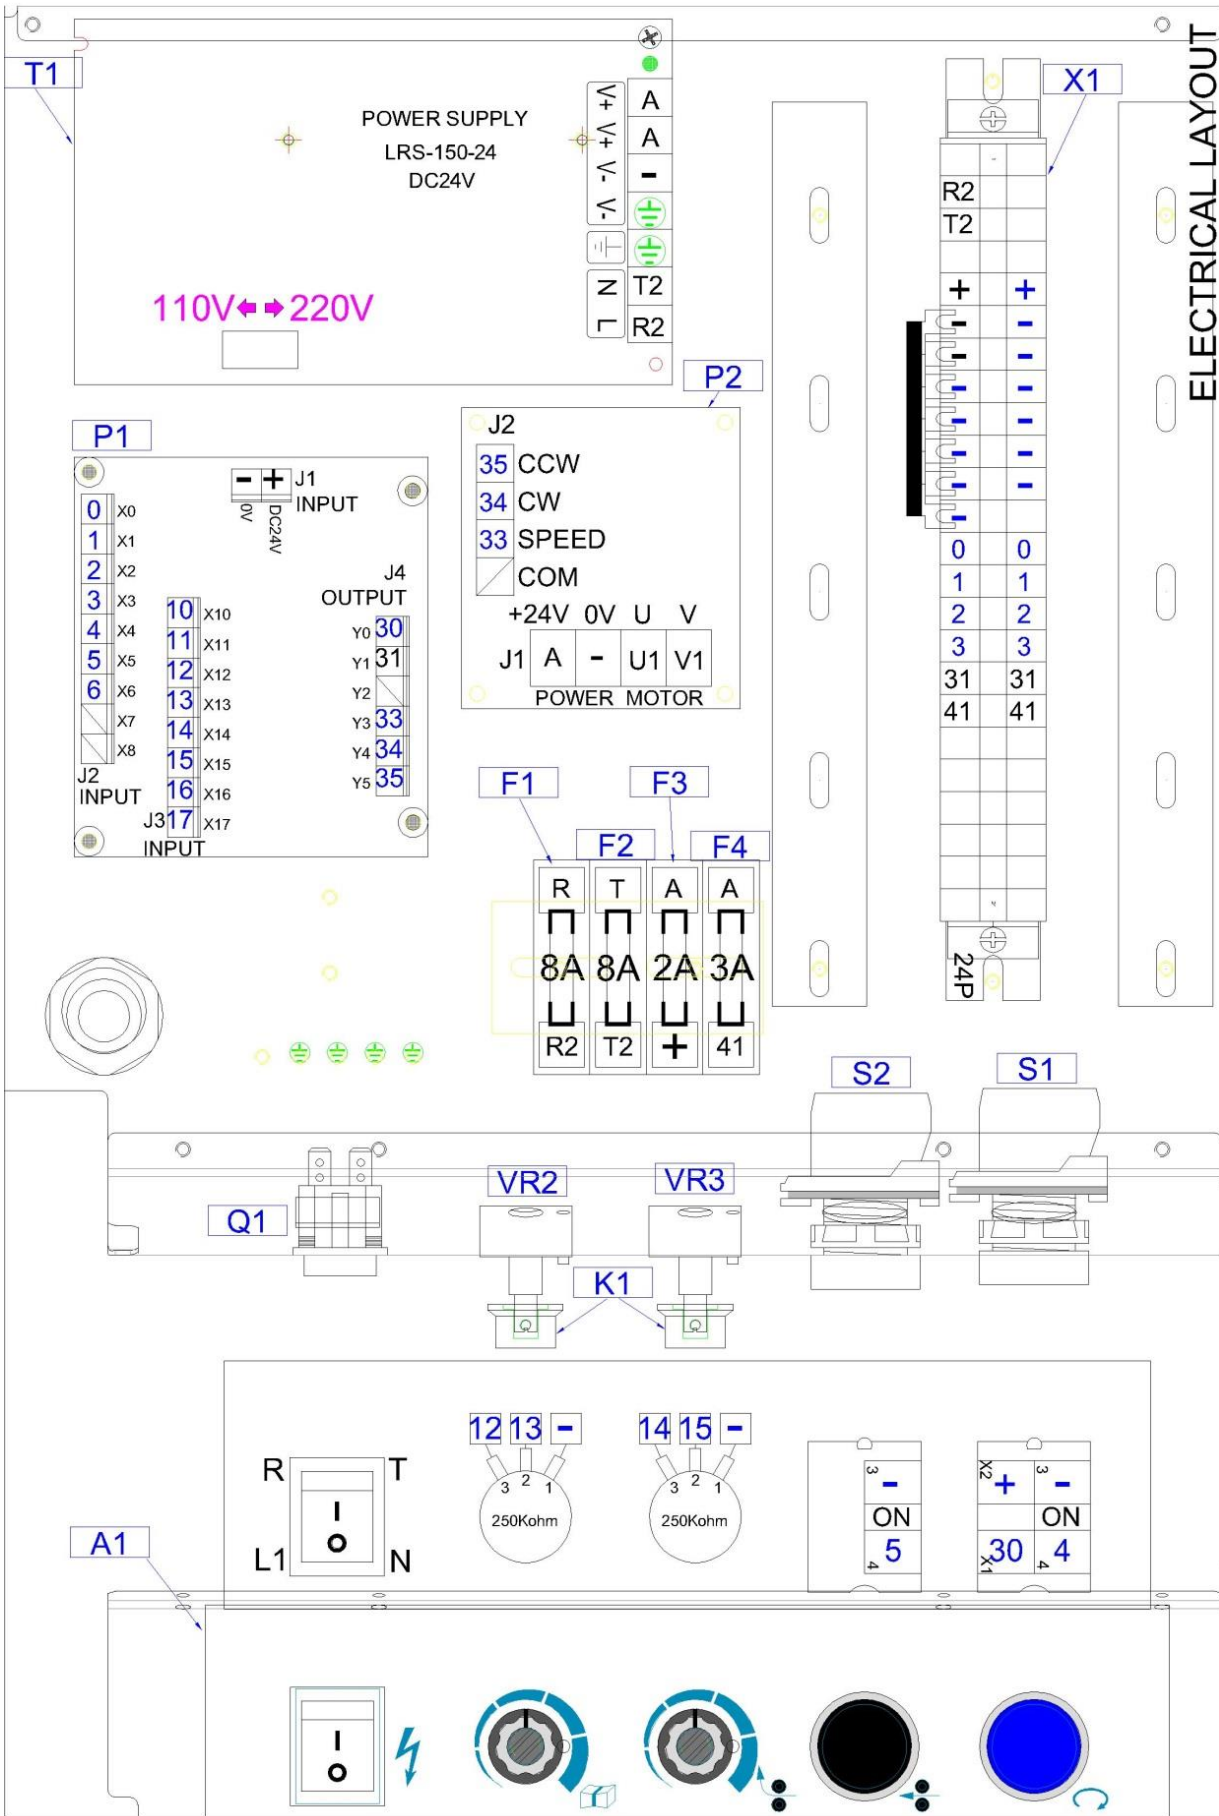 ELECTRICAL LAYOUT
T1
POWER SUPPLY
LRS-150-24
DC24V
110V 220V
V+ A
V+ A
V- -
V-
N T2
L R2
X1
R2
T2
+ +
- -
- -
- -
- -
- -
- -
-
0 0
1 1
2 2
3 3
31 31
41 41
24P
P1
- + J1
INPUT
0V DC24V
0 X0
1 X1
2 X2
3 X3
4 X4
5 X5
6 X6
X7
X8
J2
INPUT
10 X10
11 X11
12 X12
13 X13
14 X14
15 X15
16 X16
17 X17
J3
INPUT
J4
OUTPUT
Y0 30
Y1 31
Y2
Y3 33
Y4 34
Y5 35
P2
J2
35 CCW
34 CW
33 SPEED
COM
+24V 0V U V
J1 A - U1 V1
POWER MOTOR
F1 F3
F2 F4
R T A A
8A 8A 2A 3A
R2 T2 + 41
S2 S1
VR2 VR3
Q1
K1
R T
I
O
L1 N
12 13 -
3 2 1
250Kohm
14 15 -
3 2 1
250Kohm
3 -
ON
4 5
X2 + 3 -
ON
X1 30 4 4
A1
I
O